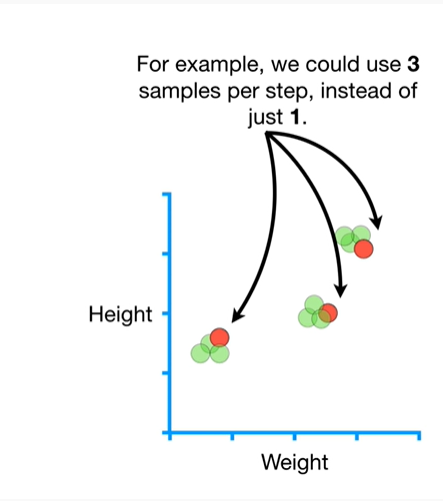 For example, we could use 3
samples per step, instead of
just 1.
Height
Weight